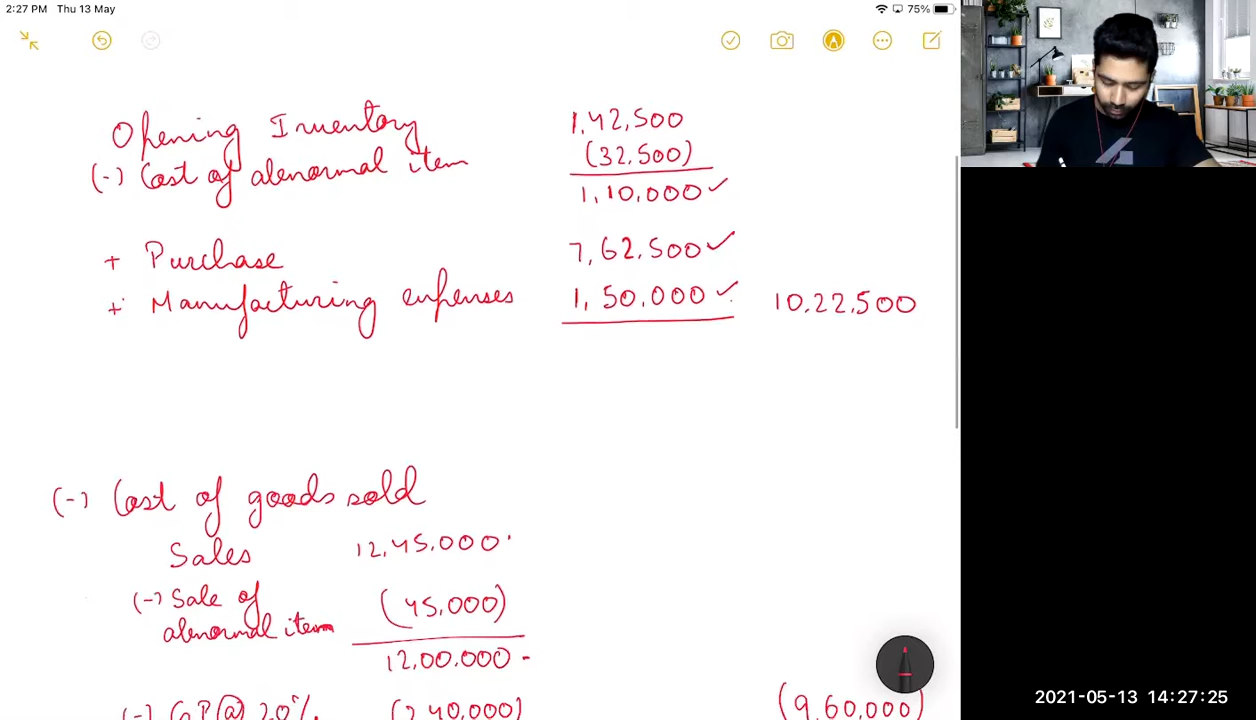 2:27 PM Thu 13 May
75%
Opening Inventory 1,42,500
(-) Cost of abnormal item (32,500)
1,10,000 ✓
+ Purchase 7,62,500 ✓
+ Manufacturing expenses 1,50,000 ✓ 10,22,500
(-) Cost of goods sold
Sales 12,45,000
(-) Sale of (45,000)
abnormal item
12,00,000
(-) GP@ 20% (240,000) (9,60,000)
2021-05-13 14:27:25